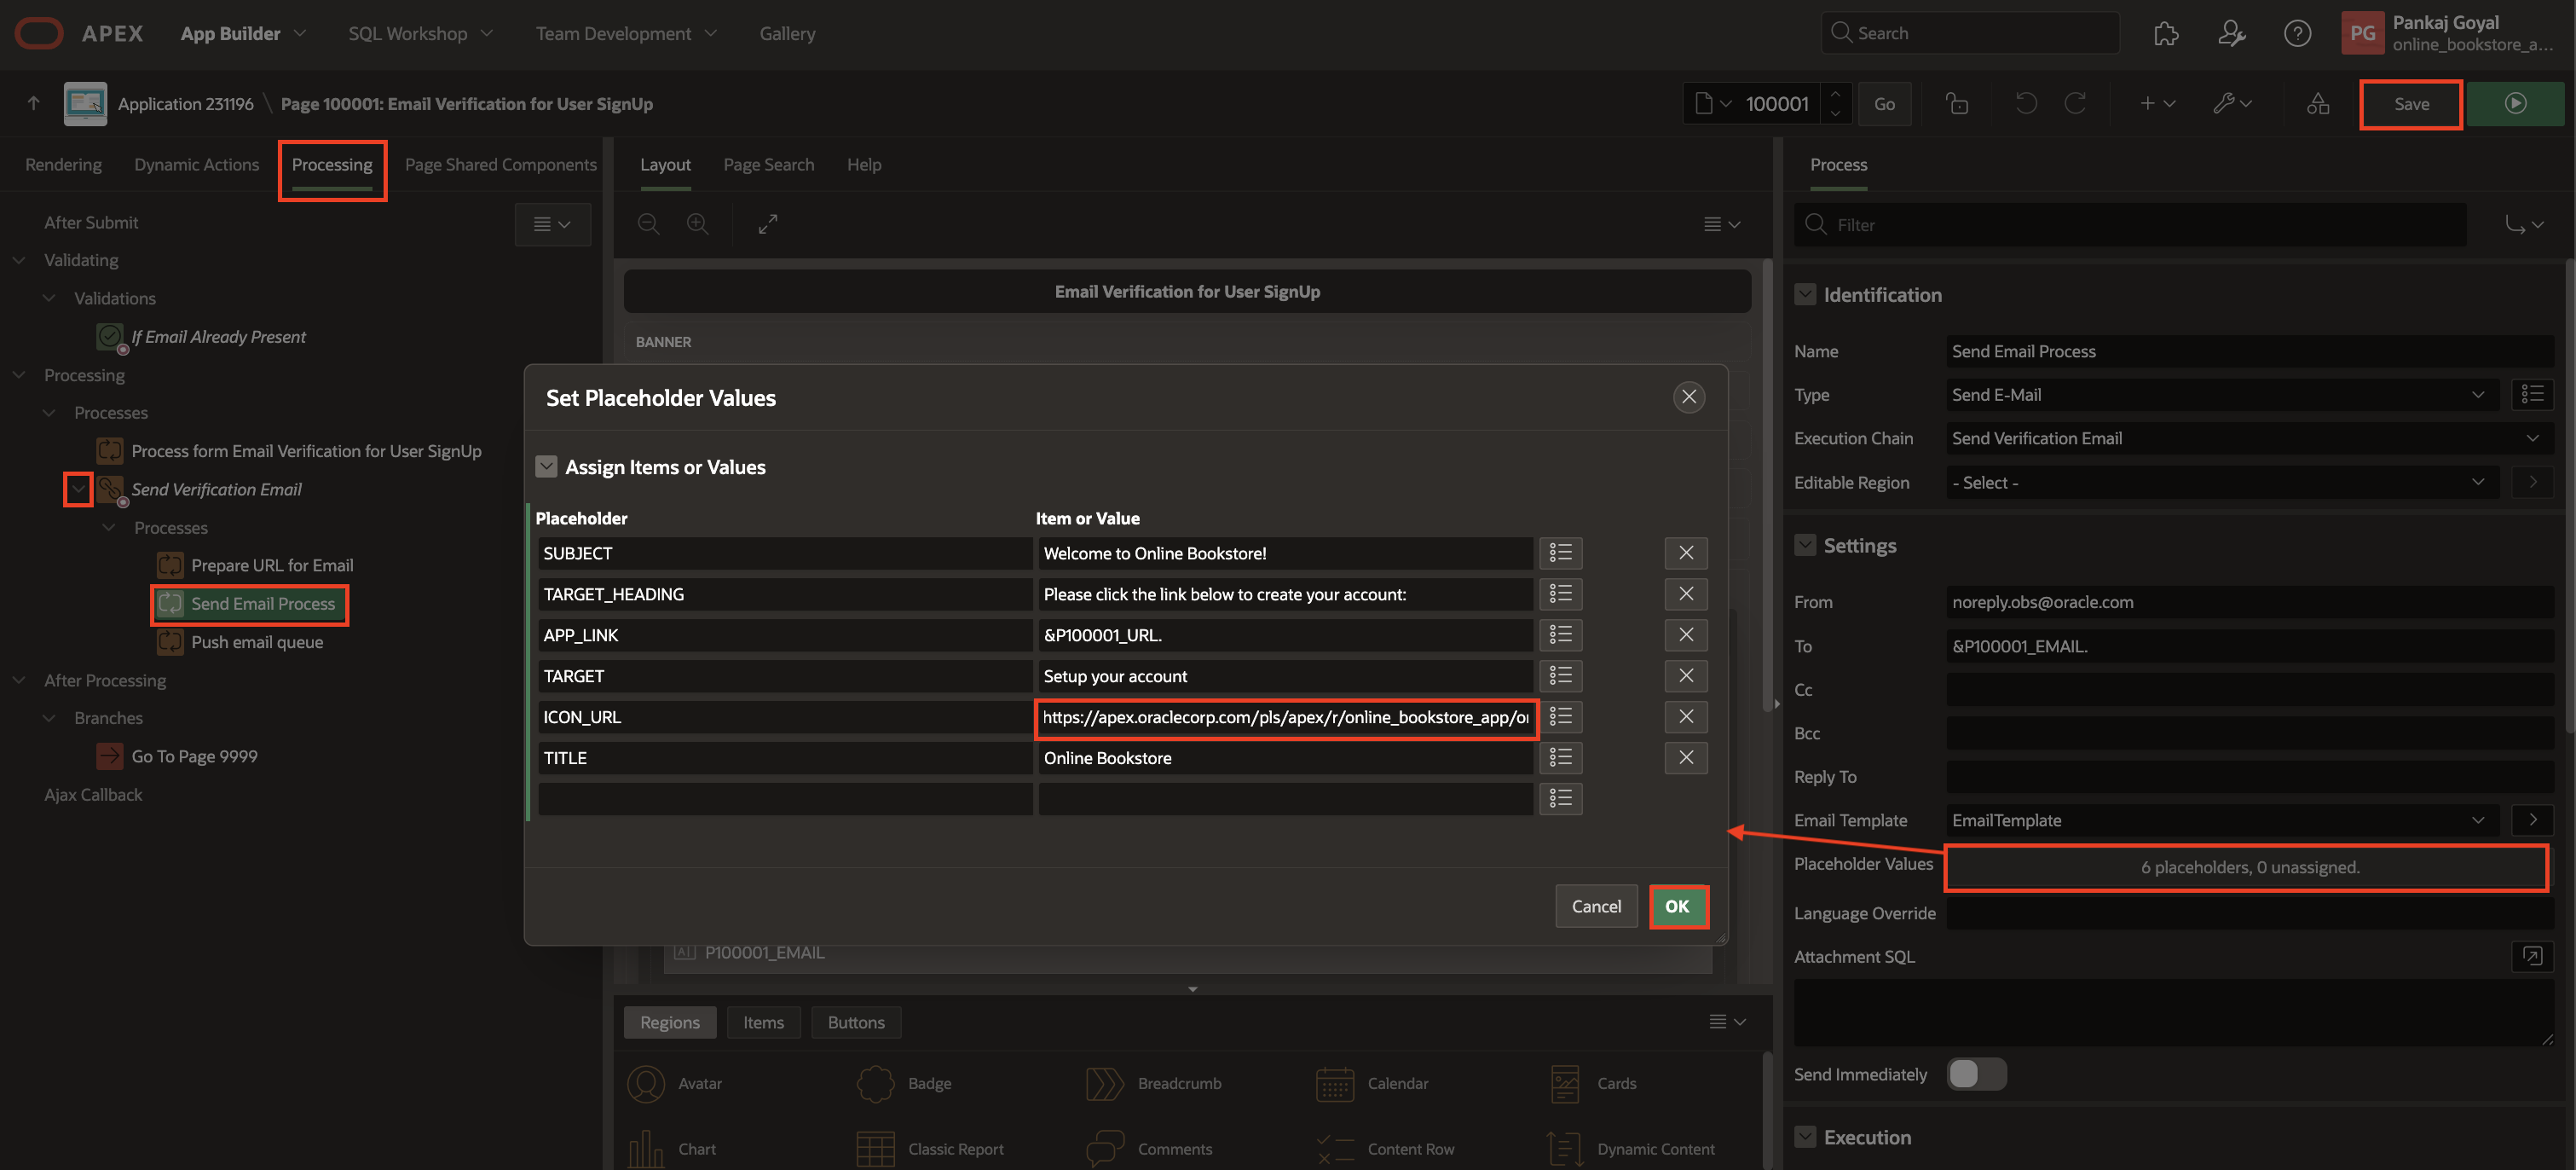 APEX App Builder SQL Workshop Team Development Gallery Search PG Pankaj Goyal
online_bookstore_a...
Application 231196 \ Page 100001: Email Verification for User SignUp 100001 Go Save
Rendering Dynamic Actions Processing Page Shared Components
After Submit
Validating
Validations
If Email Already Present
Processing
Processes
Process form Email Verification for User SignUp
Send Verification Email
Processes
Prepare URL for Email
Send Email Process
Push email queue
After Processing
Branches
Go To Page 9999
Ajax Callback
Layout Page Search Help
Email Verification for User SignUp
BANNER
Set Placeholder Values
Assign Items or Values
Placeholder Item or Value
SUBJECT Welcome to Online Bookstore!
TARGET_HEADING Please click the link below to create your account:
APP_LINK &P100001_URL.
TARGET Setup your account
ICON_URL https://apex.oraclecorp.com/pls/apex/r/online_bookstore_app/o
TITLE Online Bookstore
Cancel OK
P100001_EMAIL
Regions Items Buttons
Avatar Badge Breadcrumb Calendar Cards
Chart Classic Report Comments Content Row Dynamic Content
Process
Filter
Identification
Name Send Email Process
Type Send E-Mail
Execution Chain Send Verification Email
Editable Region - Select -
Settings
From noreply.obs@oracle.com
To &P100001_EMAIL.
Cc
Bcc
Reply To
Email Template EmailTemplate
Placeholder Values 6 placeholders, 0 unassigned.
Language Override
Attachment SQL
Send Immediately
Execution